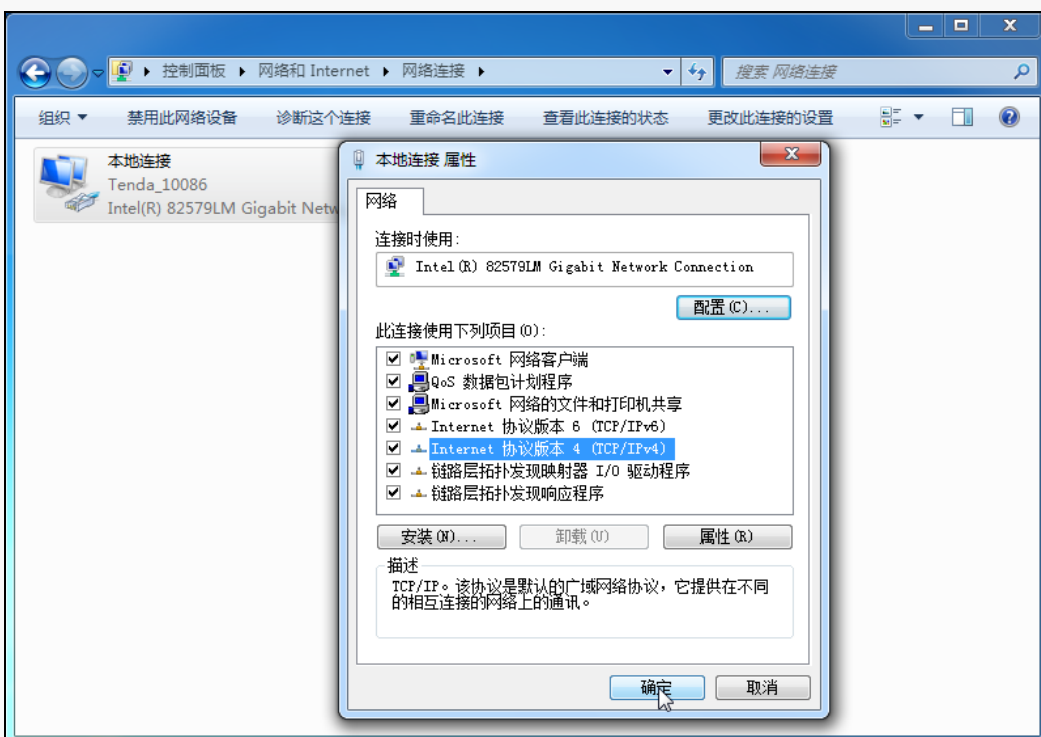 控制面板 网络和 Internet 网络连接
搜索 网络连接
组织 禁用此网络设备 诊断这个连接 重命名此连接 查看此连接的状态 更改此连接的设置
本地连接
Tenda_10086
Intel(R) 82579LM Gigabit Netw
本地连接 属性
网络
连接时使用:
Intel(R) 82579LM Gigabit Network Connection
配置(C)...
此连接使用下列项目(O):
Microsoft 网络客户端
QoS 数据包计划程序
Microsoft 网络的文件和打印机共享
Internet 协议版本 6 (TCP/IPv6)
Internet 协议版本 4 (TCP/IPv4)
链路层拓扑发现映射器 I/O 驱动程序
链路层拓扑发现响应程序
安装(N)... 卸载(U) 属性(R)
描述
TCP/IP。该协议是默认的广域网络协议，它提供在不同
的相互连接的网络上的通讯。
确定 取消